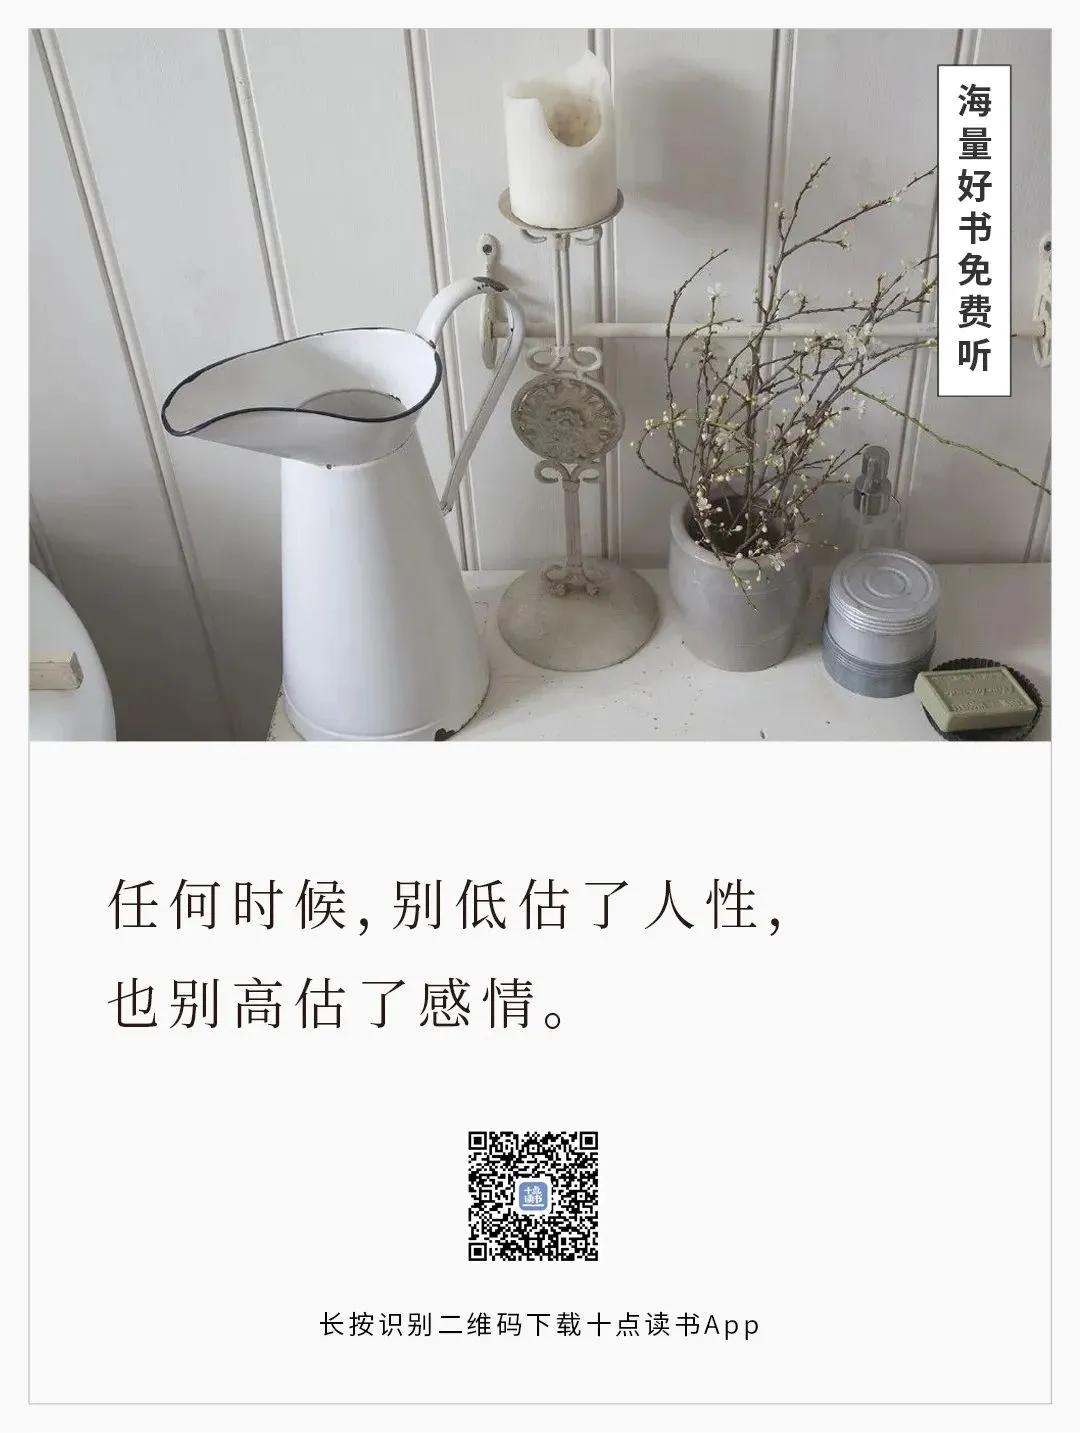 海量好书免费听
任何时候，别低估了人性，
也别高估了感情。
十点
读书
长按识别二维码下载十点读书App